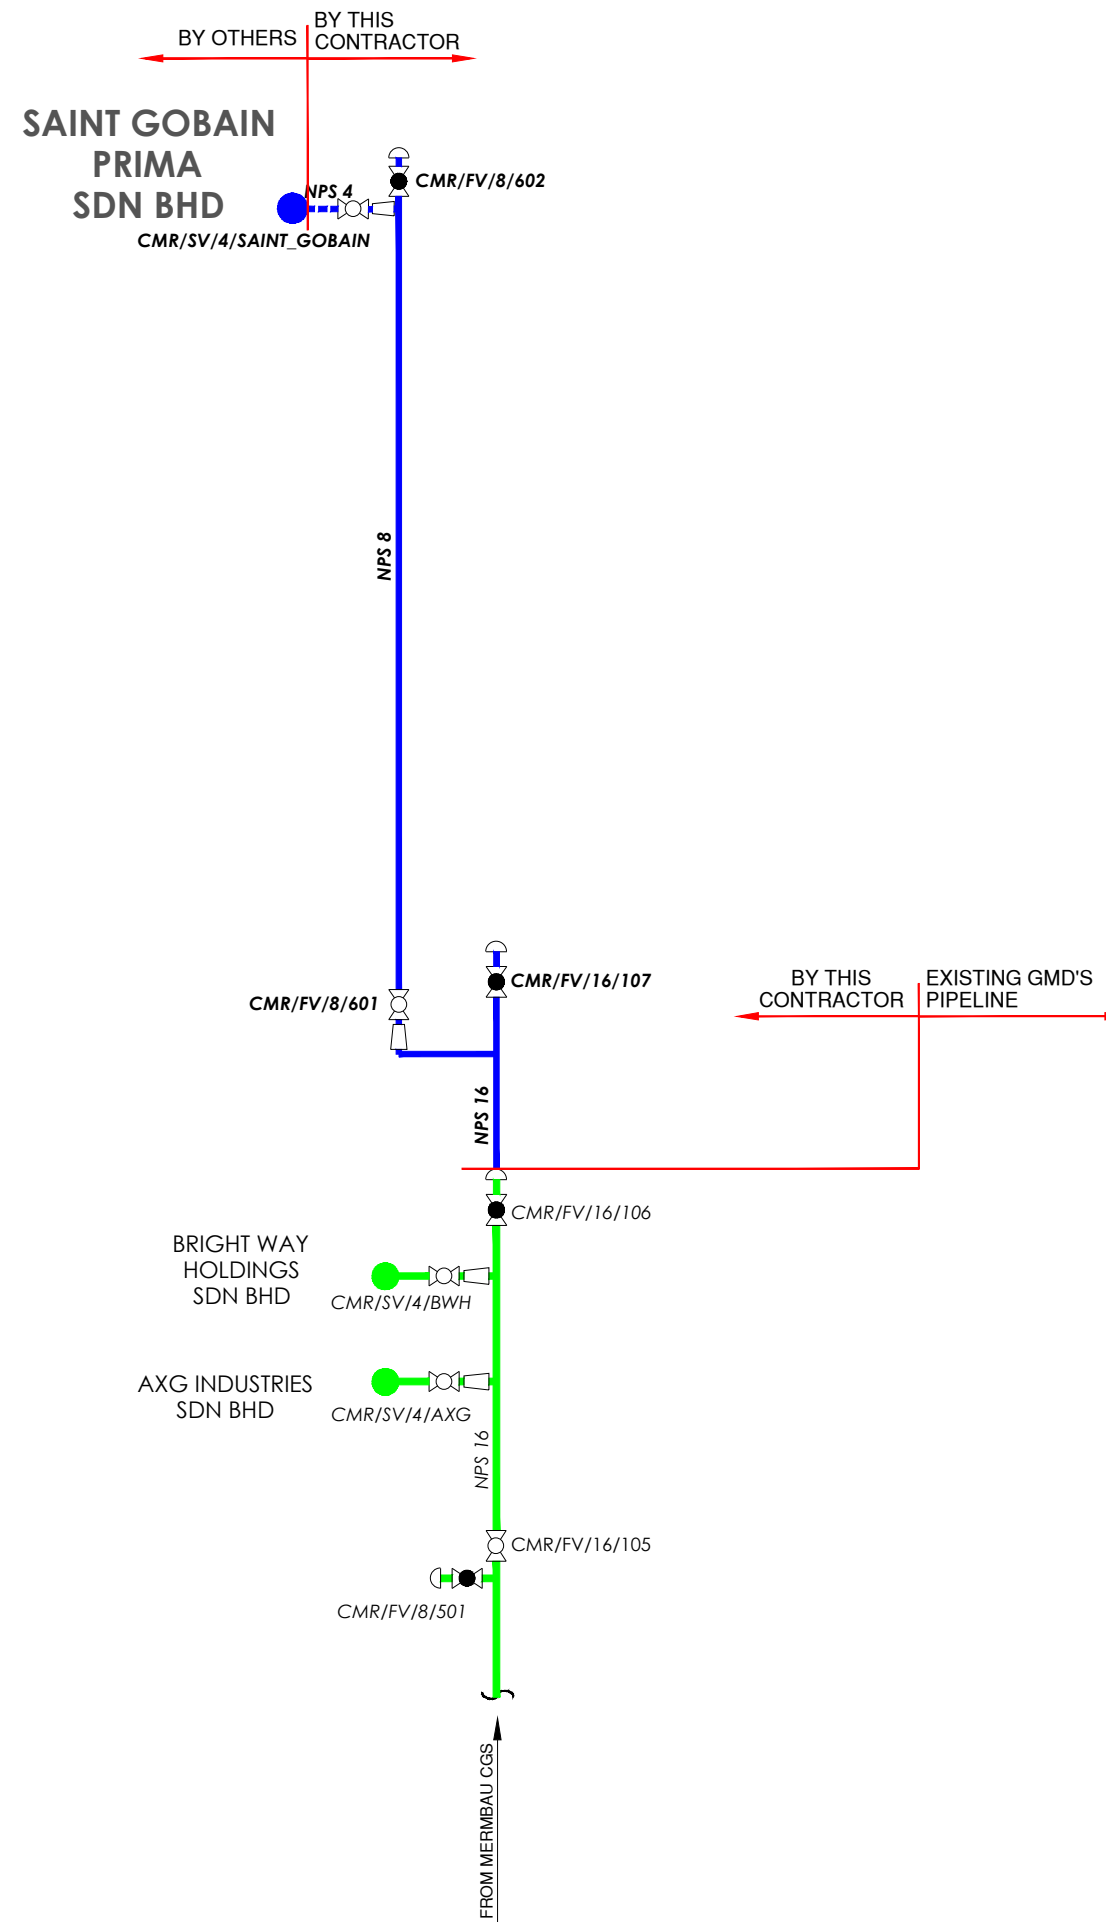 BY OTHERS
BY THIS
CONTRACTOR
SAINT GOBAIN
PRIMA
SDN BHD
NPS 4
CMR/FV/8/602
CMR/SV/4/SAINT_GOBAIN
NPS 8
CMR/FV/8/601
CMR/FV/16/107
BY THIS
CONTRACTOR
EXISTING GMD'S
PIPELINE
NPS 16
CMR/FV/16/106
BRIGHT WAY
HOLDINGS
SDN BHD
CMR/SV/4/BWH
AXG INDUSTRIES
SDN BHD
CMR/SV/4/AXG
NPS 16
CMR/FV/16/105
CMR/FV/8/501
FROM MERMBAU CGS